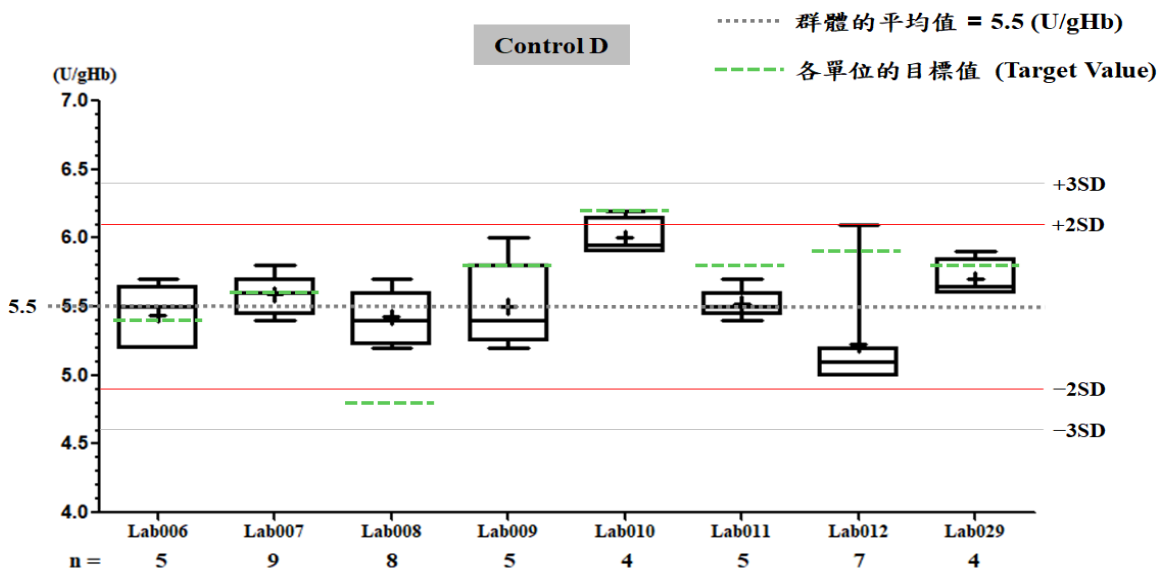 群體的平均值 = 5.5 (U/gHb)
Control D
各單位的目標值 (Target Value)
(U/gHb)
7.0
6.5
+3SD
+2SD
6.0
5.5
5.5
5.0
−2SD
−3SD
4.5
4.0
Lab006 Lab007 Lab008 Lab009 Lab010 Lab011 Lab012 Lab029
n = 5 9 8 5 4 5 7 4